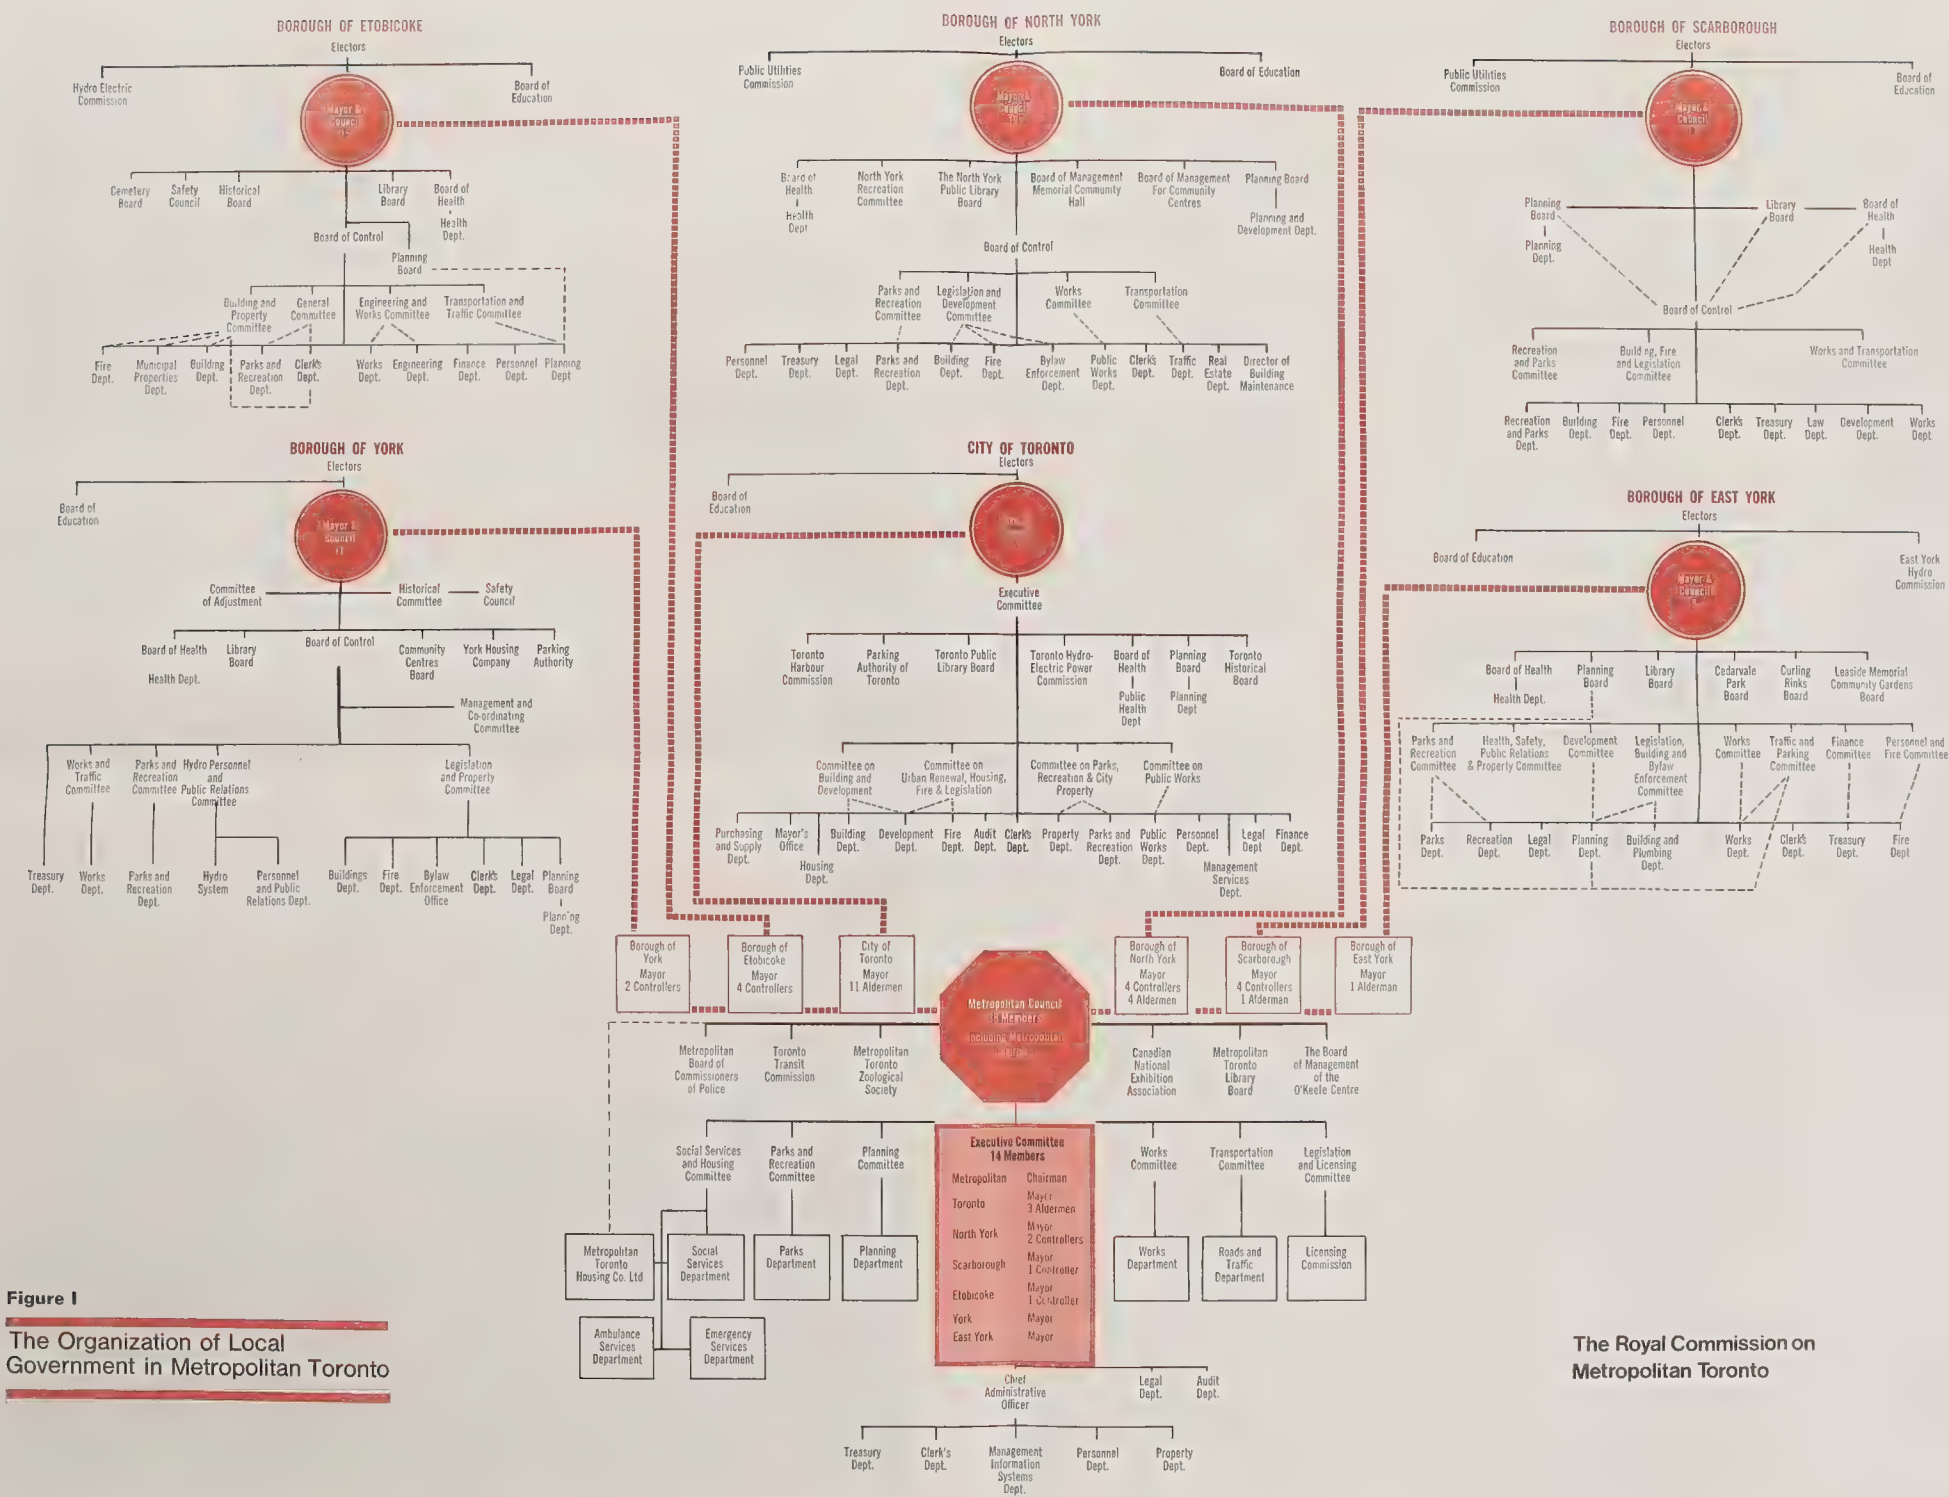 BOROUGH OF ETOBICOKE
Electors
Hydro Electric
Commission
Board of
Education
Mayor &
Council
Cemetery
Board
Safety
Council
Historical
Board
Library
Board
Board of
Health
Health
Dept.
Board of Control
Planning
Board
Building and
Property
Committee
General
Committee
Engineering and
Works Committee
Transportation and
Traffic Committee
Fire
Dept.
Municipal
Properties
Dept.
Building
Dept.
Parks and
Recreation
Dept.
Clerk's
Dept.
Works
Dept.
Engineering
Dept.
Finance
Dept.
Personnel
Dept.
Planning
Dept
BOROUGH OF NORTH YORK
Electors
Public Utilities
Commission
Board of Education
Mayor &
Council
Board of
Health
Health
Dept
North York
Recreation
Committee
The North York
Public Library
Board
Board of Management
Memorial Community
Hall
Board of Management
For Community
Centres
Planning Board
Planning and
Development Dept.
Board of Control
Parks and
Recreation
Committee
Legislation and
Development
Committee
Works
Committee
Transportation
Committee
Personnel
Dept.
Treasury
Dept.
Legal
Dept.
Parks and
Recreation
Dept.
Building
Dept.
Fire
Dept.
Bylaw
Enforcement
Dept.
Public
Works
Dept.
Clerk's
Dept.
Traffic
Dept.
Real
Estate
Dept.
Director of
Building
Maintenance
BOROUGH OF SCARBOROUGH
Electors
Public Utilities
Commission
Board of
Education
Mayor &
Council
Planning
Board
Planning
Dept.
Library
Board
Board of
Health
Health
Dept
Board of Control
Recreation
and Parks
Committee
Building, Fire
and Legislation
Committee
Works and Transportation
Committee
Recreation
and Parks
Dept.
Building
Dept.
Fire
Dept.
Personnel
Dept.
Clerk's
Dept.
Treasury
Dept.
Law
Dept.
Development
Dept.
Works
Dept
BOROUGH OF YORK
Electors
Board of
Education
Mayor &
Council
Committee
of Adjustment
Historical
Committee
Safety
Council
Board of Health
Health Dept.
Library
Board
Board of Control
Community
Centres
Board
York Housing
Company
Parking
Authority
Management and
Co-ordinating
Committee
Works and
Traffic
Committee
Parks and
Recreation
Committee
Hydro Personnel
and
Public Relations
Committee
Legislation
and Property
Committee
Treasury
Dept.
Works
Dept.
Parks and
Recreation
Dept.
Hydro
System
Personnel
and Public
Relations Dept.
Buildings
Dept.
Fire
Dept.
Bylaw
Enforcement
Office
Clerk's
Dept.
Legal
Dept.
Planning
Board
Planning
Dept.
CITY OF TORONTO
Electors
Board of
Education
Executive
Committee
Toronto
Harbour
Commission
Parking
Authority of
Toronto
Toronto Public
Library Board
Toronto Hydro-
Electric Power
Commission
Board of
Health
Public
Health
Dept
Planning
Board
Planning
Dept
Toronto
Historical
Board
Committee on
Building and
Development
Committee on
Urban Renewal, Housing,
Fire & Legislation
Committee on Parks,
Recreation & City
Property
Committee on
Public Works
Purchasing
and Supply
Dept.
Mayor's
Office
Housing
Dept.
Building
Dept.
Development
Dept.
Fire
Dept.
Audit
Dept.
Clerk's
Dept.
Property
Dept.
Parks and
Recreation
Dept.
Public
Works
Dept.
Personnel
Dept.
Management
Services
Dept.
Legal
Dept.
Finance
Dept.
BOROUGH OF EAST YORK
Electors
Board of Education
East York
Hydro
Commission
Mayor &
Council
Board of Health
Health Dept.
Planning
Board
Library
Board
Cedarvale
Park
Board
Curling
Rinks
Board
Leaside Memorial
Community Gardens
Board
Parks and
Recreation
Committee
Health, Safety,
Public Relations
& Property Committee
Development
Committee
Legislation,
Building and
Bylaw
Enforcement
Committee
Works
Committee
Traffic and
Parking
Committee
Finance
Committee
Personnel and
Fire Committee
Parks
Dept.
Recreation
Dept.
Legal
Dept.
Planning
Dept.
Building and
Plumbing
Dept.
Works
Dept.
Clerk's
Dept.
Treasury
Dept.
Fire
Dept
Borough of
York
Mayor
2 Controllers
Borough of
Etobicoke
Mayor
4 Controllers
City of
Toronto
Mayor
11 Aldermen
Borough of
North York
Mayor
4 Controllers
4 Aldermen
Borough of
Scarborough
Mayor
4 Controllers
1 Alderman
Borough of
East York
Mayor
1 Alderman
Metropolitan Council
Members
Including Metropolitan
Metropolitan
Board of
Commissioners
of Police
Toronto
Transit
Commission
Metropolitan
Toronto
Zoological
Society
Canadian
National
Exhibition
Association
Metropolitan
Toronto
Library
Board
The Board
of Management
of the
O'Keefe Centre
Social Services
and Housing
Committee
Parks and
Recreation
Committee
Planning
Committee
Works
Committee
Transportation
Committee
Legislation
and Licensing
Committee
Executive Committee
14 Members
Metropolitan Chairman
Toronto Mayor
3 Aldermen
North York Mayor
2 Controllers
Scarborough Mayor
1 Controller
Etobicoke Mayor
1 Controller
York Mayor
East York Mayor
Metropolitan
Toronto
Housing Co. Ltd
Social
Services
Department
Parks
Department
Planning
Department
Works
Department
Roads and
Traffic
Department
Licensing
Commission
Ambulance
Services
Department
Emergency
Services
Department
Chief
Administrative
Officer
Legal
Dept.
Audit
Dept.
Treasury
Dept.
Clerk's
Dept.
Management
Information
Systems
Dept.
Personnel
Dept.
Property
Dept.
Figure I
The Organization of Local
Government in Metropolitan Toronto
The Royal Commission on
Metropolitan Toronto